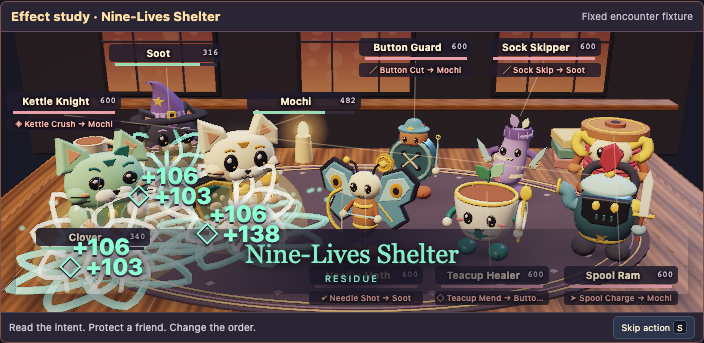 Effect study · Nine-Lives Shelter
Fixed encounter fixture
Soot 316
Button Guard 600
Button Cut → Mochi
Sock Skipper 600
Sock Skip → Soot
Kettle Knight 600
Kettle Crush → Mochi
Mochi 482
+106
+103
+106
+138
Clover 340
+106
+103
Nine-Lives Shelter
RESIDUE
Needle Shot → Soot
Teacup Healer 600
Teacup Mend → Butto...
Spool Ram 600
Spool Charge → Mochi
Read the intent. Protect a friend. Change the order.
Skip action S